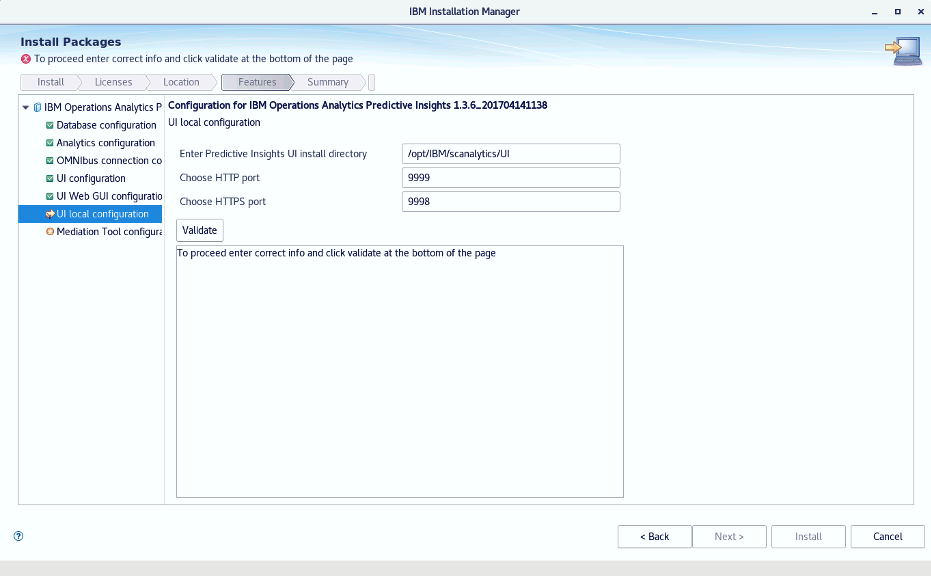 IBM Installation Manager
Install Packages
To proceed enter correct info and click validate at the bottom of the page
Install
Licenses
Location
Features
Summary
IBM Operations Analytics P
Database configuration
Analytics configuration
OMNIbus connection co
UI configuration
UI Web GUI configuratio
UI local configuration
Mediation Tool configura
Configuration for IBM Operations Analytics Predictive Insights 1.3.6_201704141138
UI local configuration
Enter Predictive Insights UI install directory
/opt/IBM/scanalytics/UI
Choose HTTP port
9999
Choose HTTPS port
9998
Validate
To proceed enter correct info and click validate at the bottom of the page
?
< Back
Next >
Install
Cancel